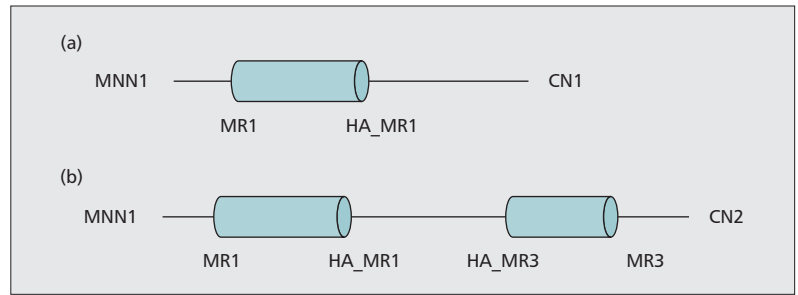 (a)
MNN1 CN1
MR1 HA_MR1
(b)
MNN1 CN2
MR1 HA_MR1 HA_MR3 MR3